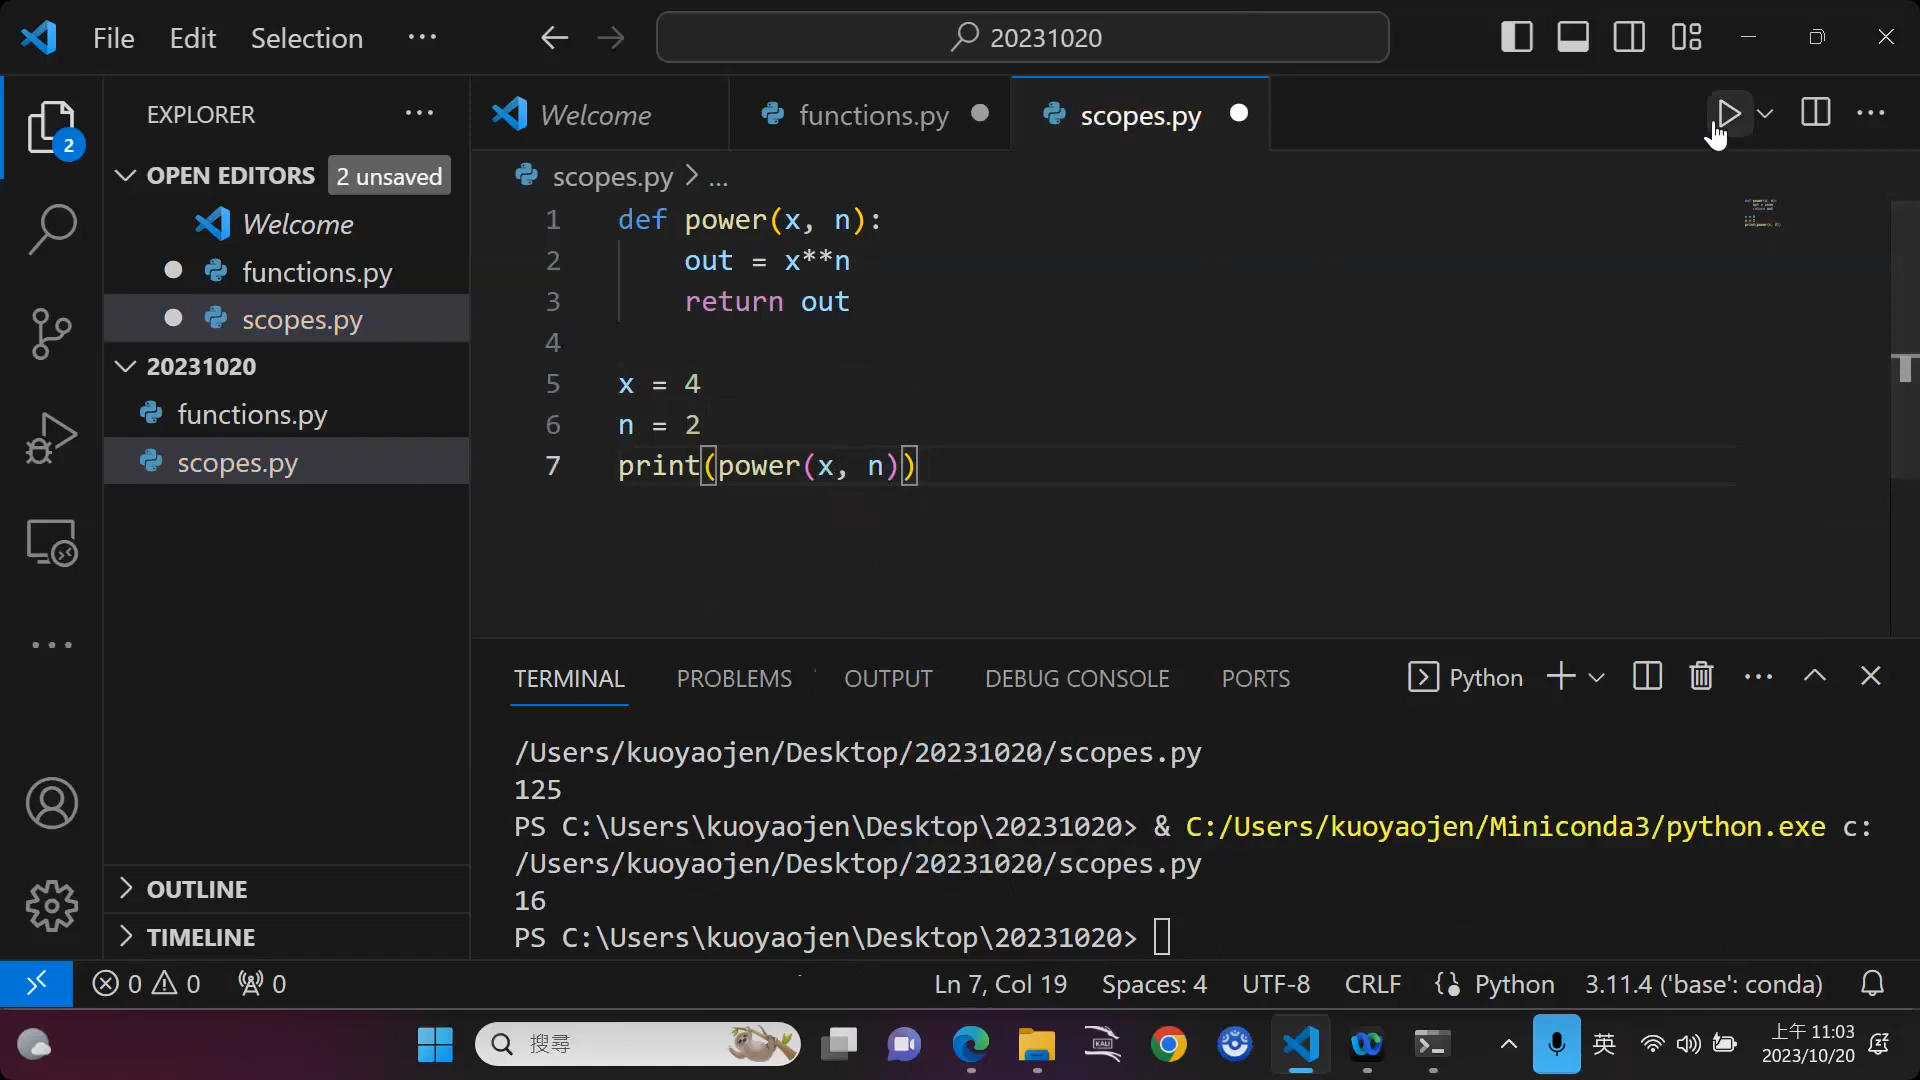 File Edit Selection ··· 20231020
EXPLORER ···
2
OPEN EDITORS 2 unsaved
Welcome
functions.py
scopes.py
20231020
functions.py
scopes.py
OUTLINE
TIMELINE
Welcome functions.py scopes.py
scopes.py > ...
1 def power(x, n):
2     out = x**n
3     return out
4
5 x = 4
6 n = 2
7 print(power(x, n))
TERMINAL PROBLEMS OUTPUT DEBUG CONSOLE PORTS Python
/Users/kuoyaojen/Desktop/20231020/scopes.py
125
PS C:\Users\kuoyaojen\Desktop\20231020> & C:/Users/kuoyaojen/Miniconda3/python.exe c:
/Users/kuoyaojen/Desktop/20231020/scopes.py
16
PS C:\Users\kuoyaojen\Desktop\20231020>
0 0 0 Ln 7, Col 19 Spaces: 4 UTF-8 CRLF Python 3.11.4 ('base': conda)
搜尋 KALI 英 上午 11:03
2023/10/20